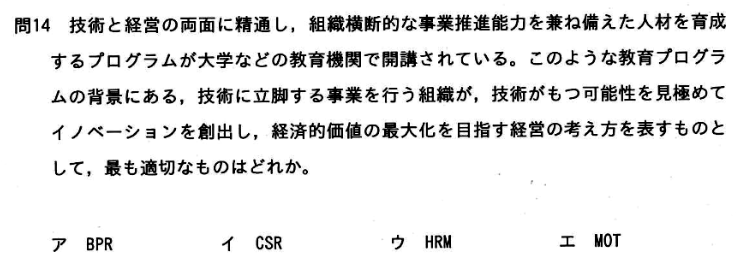 問14 技術と経営の両面に精通し，組織横断的な事業推進能力を兼ね備えた人材を育成
するプログラムが大学などの教育機関で開講されている。このような教育プログラ
ムの背景にある，技術に立脚する事業を行う組織が，技術がもつ可能性を見極めて
イノベーションを創出し，経済的価値の最大化を目指す経営の考え方を表すものと
して，最も適切なものはどれか。
ア BPR イ CSR ウ HRM エ MOT